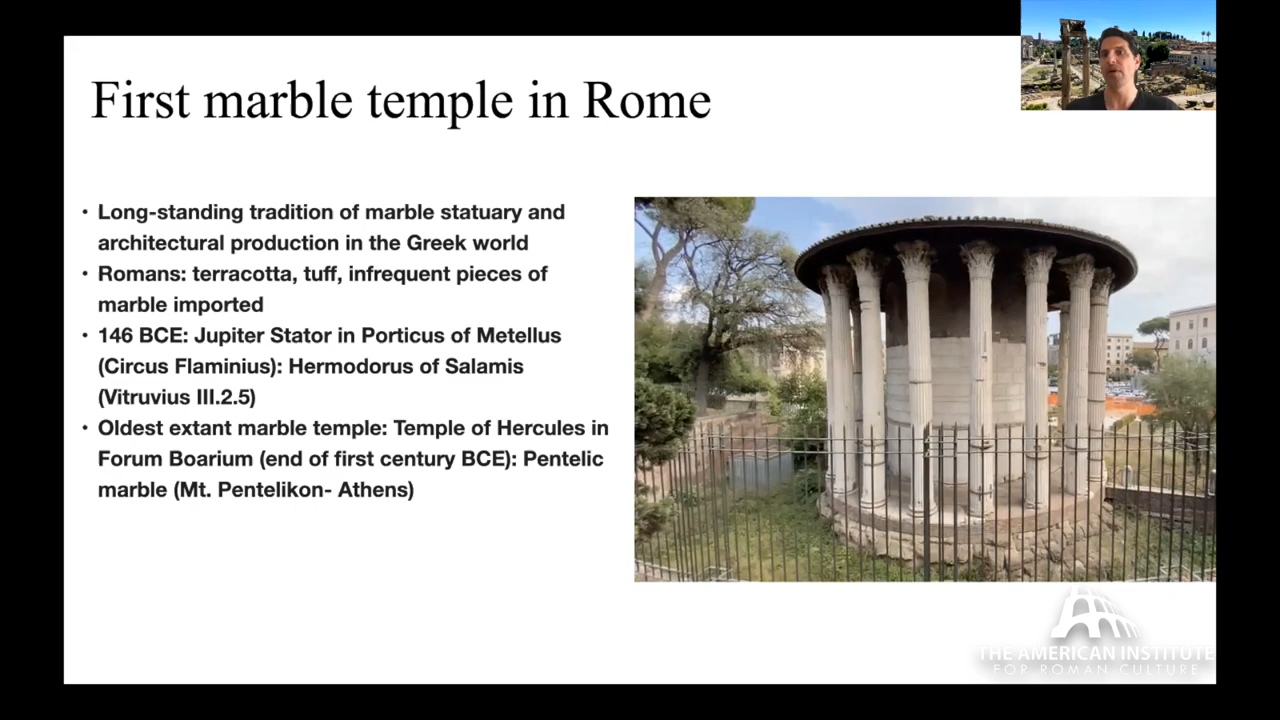 First marble temple in Rome
• Long-standing tradition of marble statuary and
architectural production in the Greek world
• Romans: terracotta, tuff, infrequent pieces of
marble imported
• 146 BCE: Jupiter Stator in Porticus of Metellus
(Circus Flaminius): Hermodorus of Salamis
(Vitruvius III.2.5)
• Oldest extant marble temple: Temple of Hercules in
Forum Boarium (end of first century BCE): Pentelic
marble (Mt. Pentelikon- Athens)
THE AMERICAN INSTITUTE
FOR ROMAN CULTURE